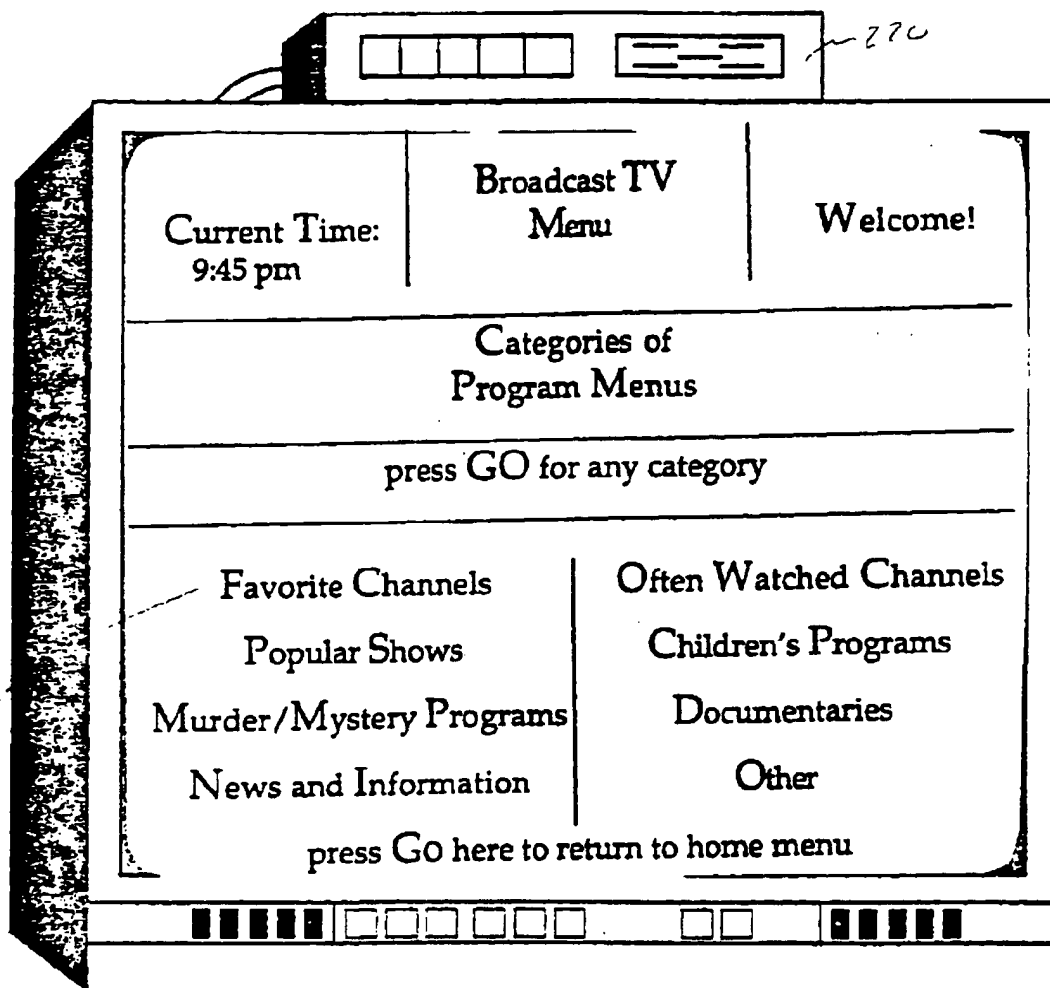 220
Broadcast TV
Menu
Current Time:
9:45 pm
Welcome!
Categories of
Program Menus
press GO for any category
Favorite Channels
Often Watched Channels
Popular Shows
Children's Programs
Murder/Mystery Programs
Documentaries
News and Information
Other
press GO here to return to home menu